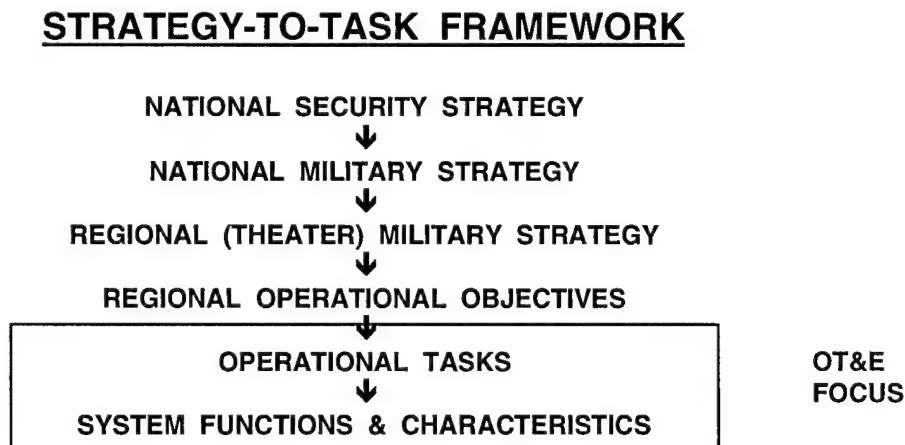 STRATEGY-TO-TASK FRAMEWORK
NATIONAL SECURITY STRATEGY
NATIONAL MILITARY STRATEGY
REGIONAL (THEATER) MILITARY STRATEGY
REGIONAL OPERATIONAL OBJECTIVES
OPERATIONAL TASKS
SYSTEM FUNCTIONS & CHARACTERISTICS
OT&E
FOCUS